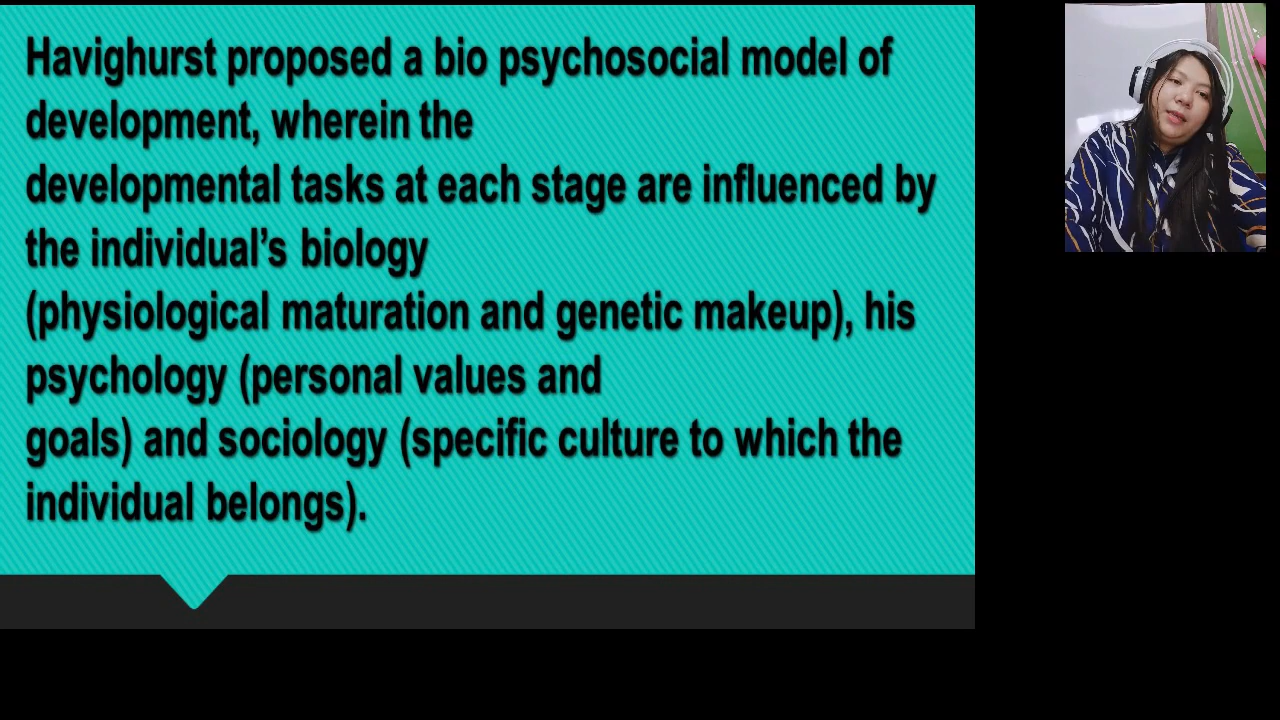 Havighurst proposed a bio psychosocial model of
development, wherein the
developmental tasks at each stage are influenced by
the individual’s biology
(physiological maturation and genetic makeup), his
psychology (personal values and
goals) and sociology (specific culture to which the
individual belongs).